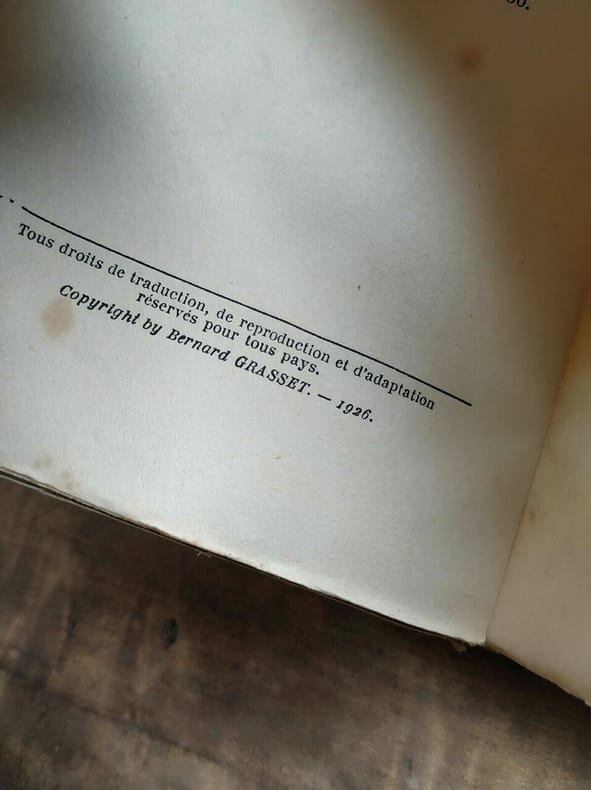 Tous droits de traduction, de reproduction et d'adaptation
réservés pour tous pays.
Copyright by Bernard GRASSET. — 1926.